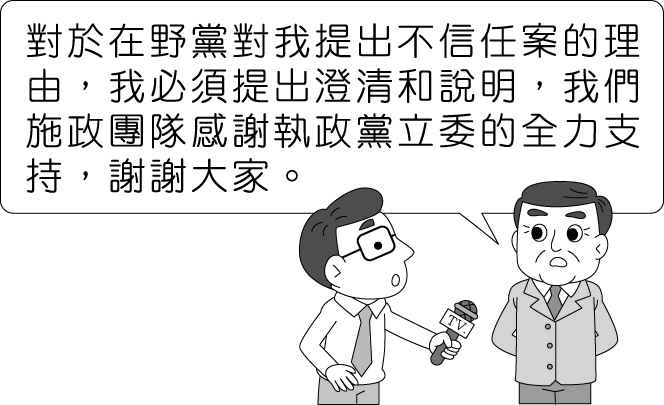 對於在野黨對我提出不信任案的理
由，我必須提出澄清和說明，我們
施政團隊感謝執政黨立委的全力支
持，謝謝大家。
TV.